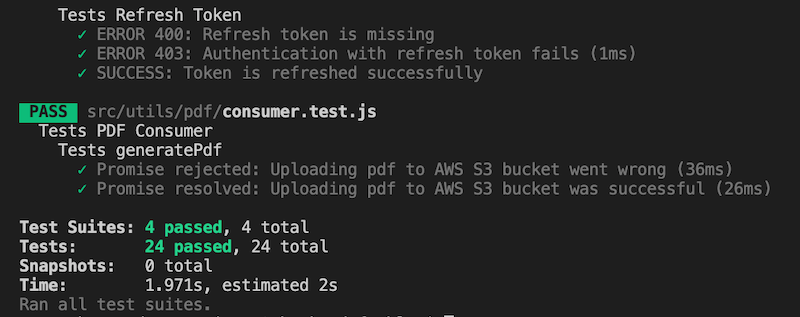 Tests Refresh Token
✓ ERROR 400: Refresh token is missing
✓ ERROR 403: Authentication with refresh token fails (1ms)
✓ SUCCESS: Token is refreshed successfully
PASS src/utils/pdf/consumer.test.js
Tests PDF Consumer
Tests generatePdf
✓ Promise rejected: Uploading pdf to AWS S3 bucket went wrong (36ms)
✓ Promise resolved: Uploading pdf to AWS S3 bucket was successful (26ms)
Test Suites: 4 passed, 4 total
Tests: 24 passed, 24 total
Snapshots: 0 total
Time: 1.971s, estimated 2s
Ran all test suites.